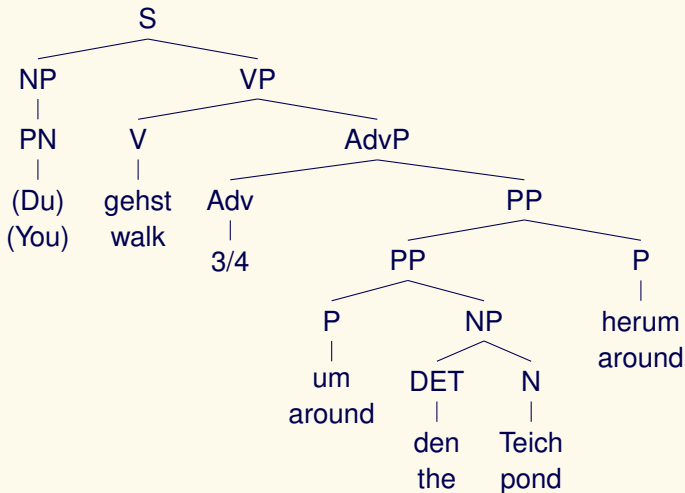 S
NP VP
PN V AdvP
(Du) gehst Adv PP
(You) walk
3/4 PP P
P NP herum
um DET N around
around
den Teich
the pond